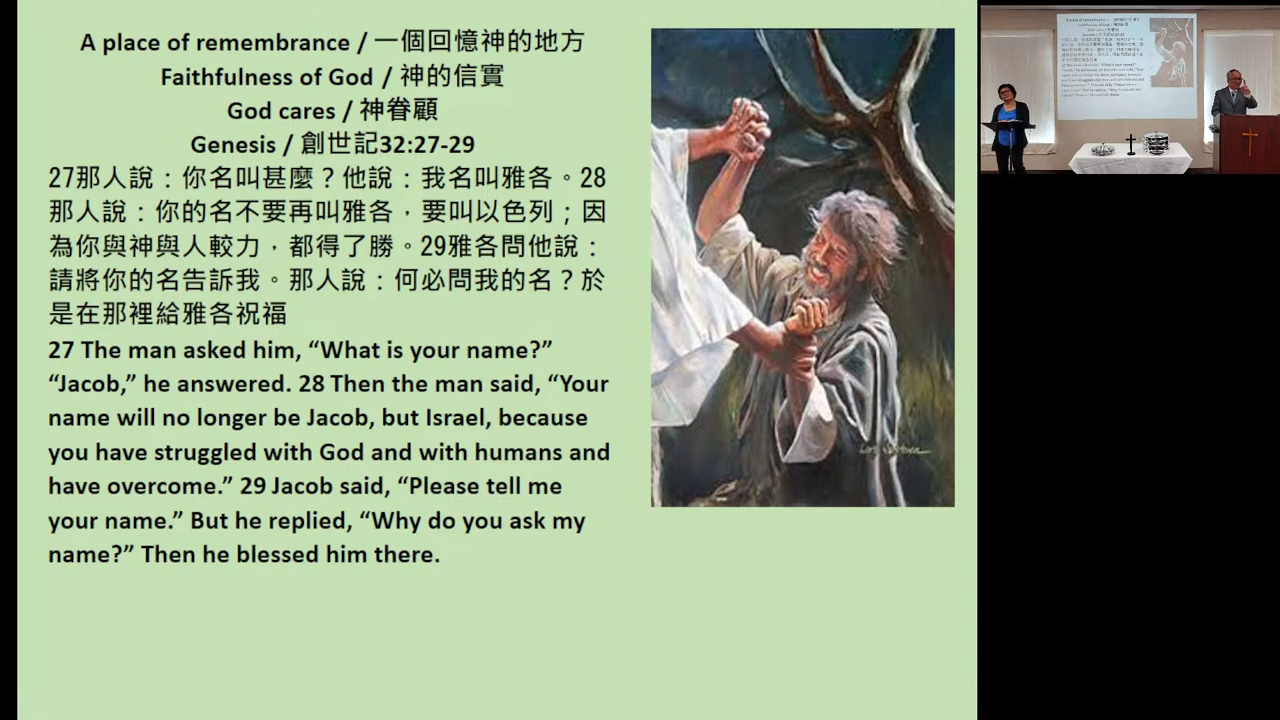 A place of remembrance / 一個回憶神的地方
Faithfulness of God / 神的信實
God cares / 神眷顧
Genesis / 創世記32:27-29
27那人說：你名叫甚麼？他說：我名叫雅各。28
那人說：你的名不要再叫雅各，要叫以色列；因
為你與神與人較力，都得了勝。29雅各問他說：
請將你的名告訴我。那人說：何必問我的名？於
是在那裡給雅各祝福
27 The man asked him, “What is your name?”
“Jacob,” he answered. 28 Then the man said, “Your
name will no longer be Jacob, but Israel, because
you have struggled with God and with humans and
have overcome.” 29 Jacob said, “Please tell me
your name.” But he replied, “Why do you ask my
name?” Then he blessed him there.